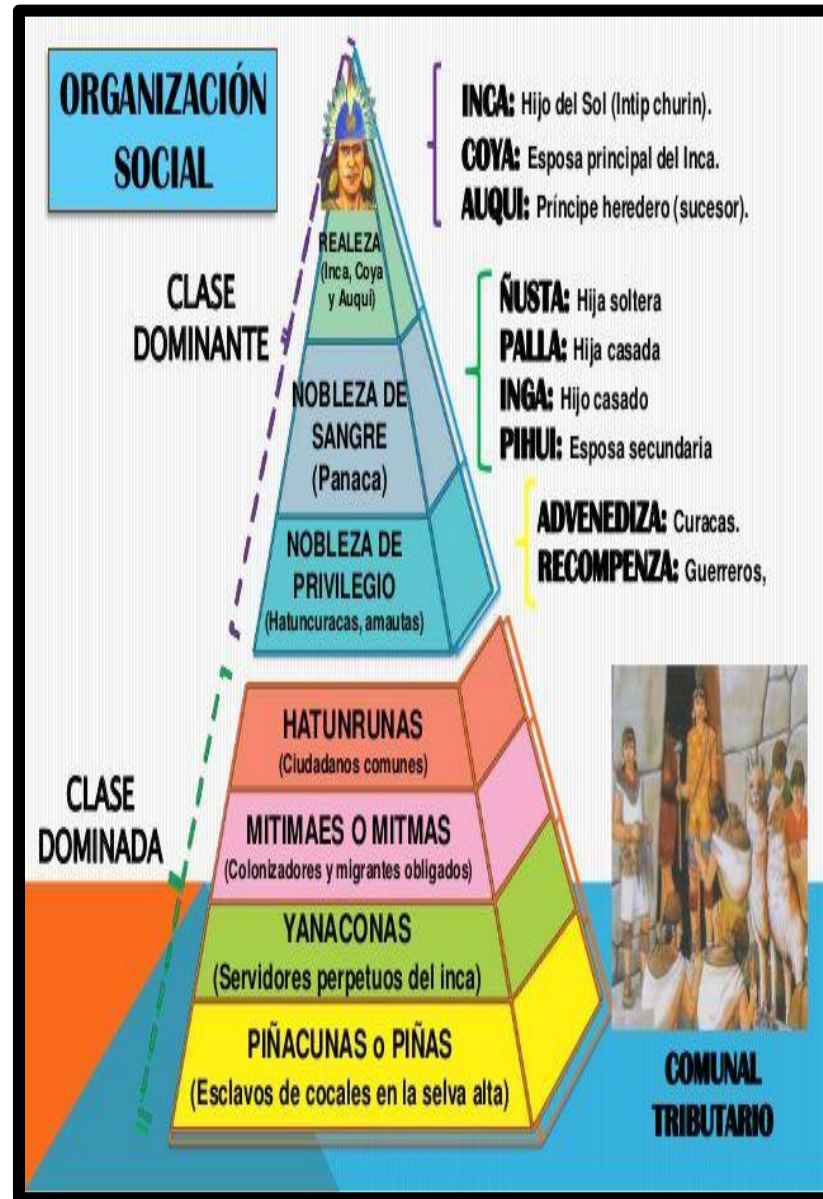 ORGANIZACIÓN
SOCIAL
INCA: Hijo del Sol (Intip churin).
COYA: Esposa principal del Inca.
AUQUI: Príncipe heredero (sucesor).
CLASE
DOMINANTE
REALEZA
(Inca, Coya
y Auqui)
ÑUSTA: Hija soltera
PALLA: Hija casada
INGA: Hijo casado
PIHUI: Esposa secundaria
NOBLEZA DE
SANGRE
(Panaca)
ADVENEDIZA: Curacas.
RECOMPENZA: Guerreros,
NOBLEZA DE
PRIVILEGIO
(Hatuncuracas, amautas)
CLASE
DOMINADA
HATUNRUNAS
(Ciudadanos comunes)
MITIMAES O MITMAS
(Colonizadores y migrantes obligados)
YANACONAS
(Servidores perpetuos del inca)
PIÑACUNAS o PIÑAS
(Esclavos de cocales en la selva alta)
COMUNAL
TRIBUTARIO